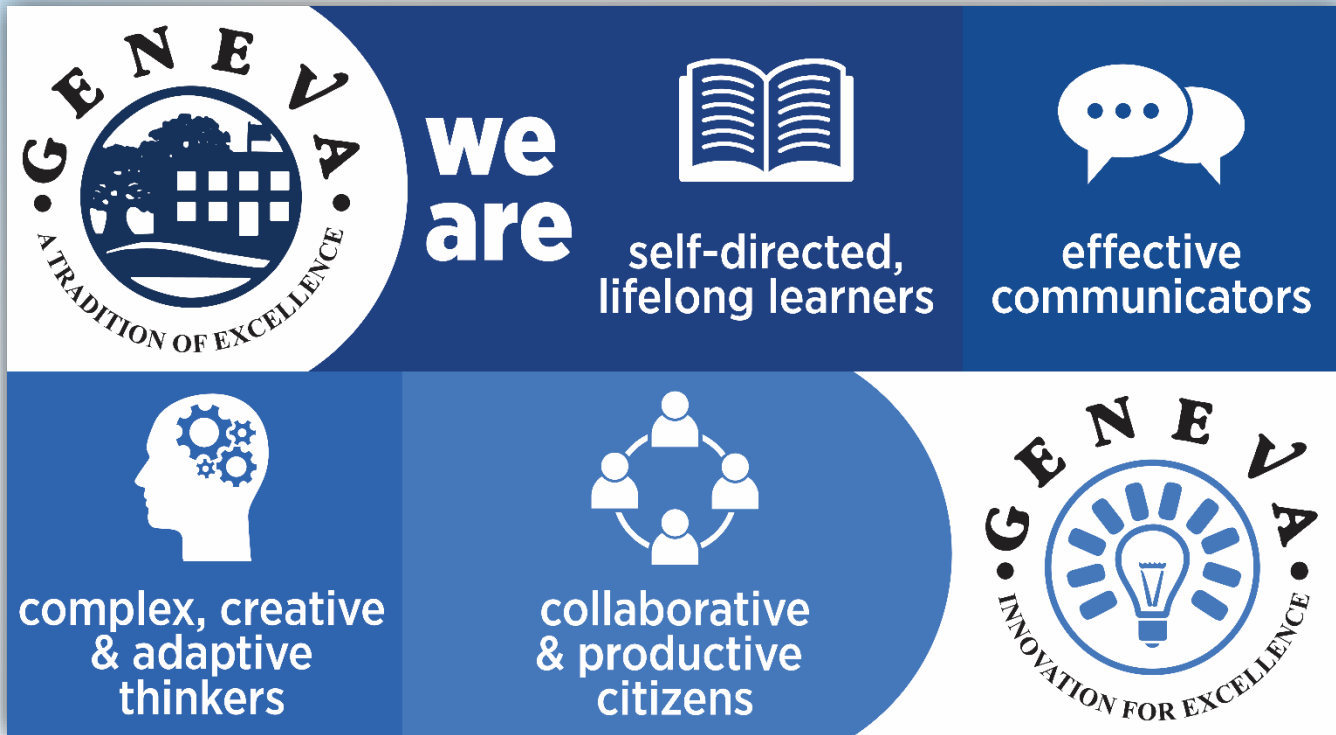 • GENEVA •
A TRADITION OF EXCELLENCE
we
are
self-directed,
lifelong learners
effective
communicators
complex, creative
& adaptive
thinkers
collaborative
& productive
citizens
• GENEVA •
INNOVATION FOR EXCELLENCE